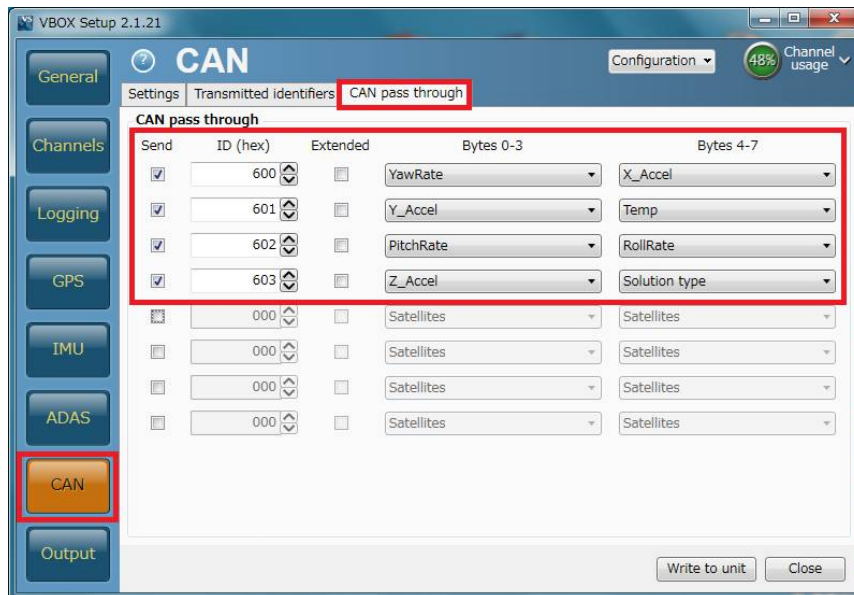 VBOX Setup 2.1.21
General
Channels
Logging
GPS
IMU
ADAS
CAN
Output
CAN
Configuration
48%
Channel
usage
Settings Transmitted identifiers CAN pass through
CAN pass through
Send ID (hex) Extended Bytes 0-3 Bytes 4-7
600 YawRate X_Accel
601 Y_Accel Temp
602 PitchRate RollRate
603 Z_Accel Solution type
000 Satellites Satellites
000 Satellites Satellites
000 Satellites Satellites
000 Satellites Satellites
Write to unit Close